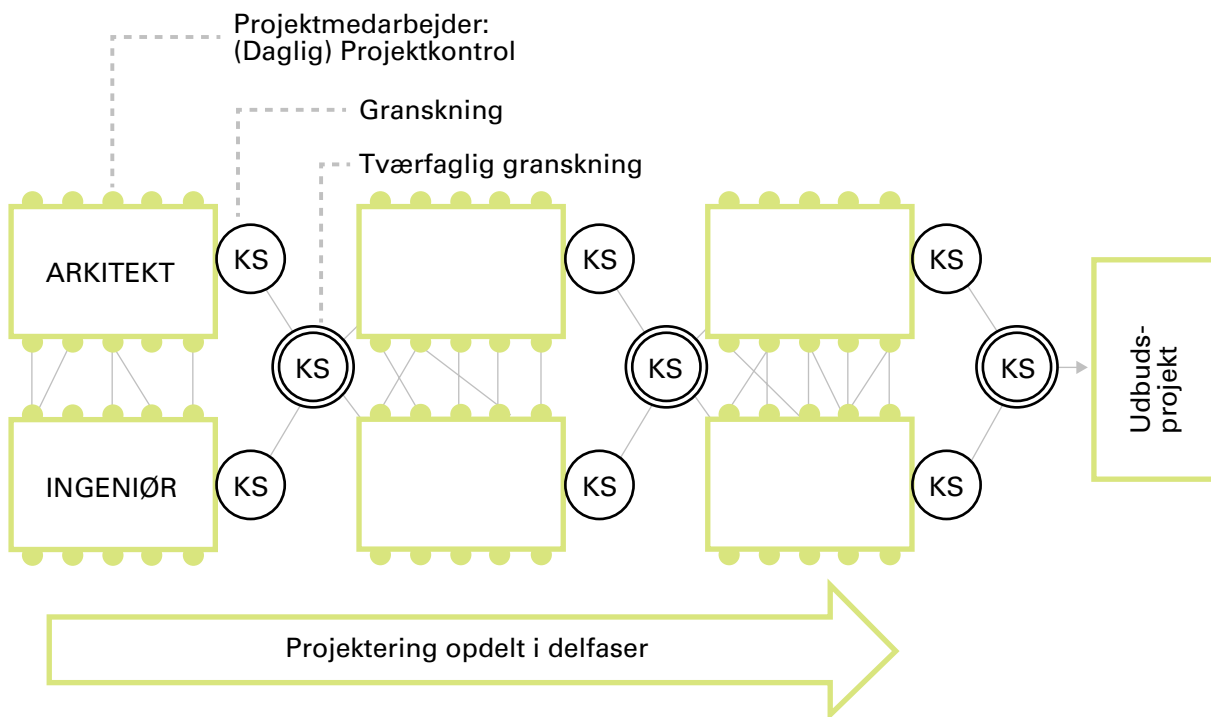 Projektmedarbejder:
(Daglig) Projektkontrol
Granskning
Tværfaglig granskning
ARKITEKT
KS
KS
KS
KS
KS
KS
Udbuds-
projekt
INGENIØR
KS
KS
KS
Projektering opdelt i delfaser